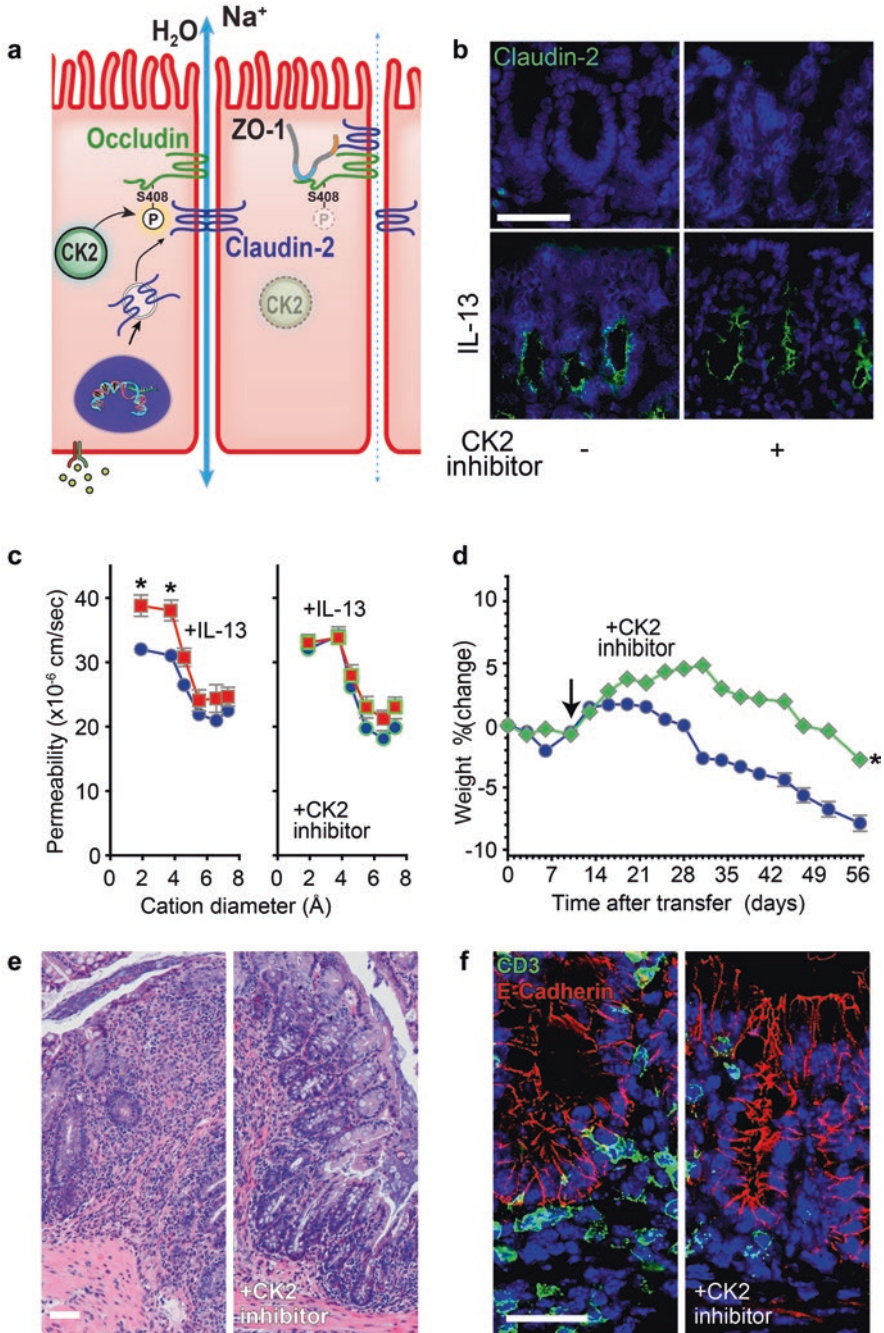 a
H₂O Na⁺
Occludin
ZO-1
S408
P
S408
P
CK2
Claudin-2
CK2
b
Claudin-2
IL-13
CK2
inhibitor
-
+
c
Permeability (x10⁻⁶ cm/sec)
40
30
20
10
0
* *
+IL-13
0 2 4 6 8
+IL-13
+CK2
inhibitor
0 2 4 6 8
Cation diameter (Å)
d
Weight %(change)
10
5
0
-5
-10
+CK2
inhibitor
*
0 7 14 21 28 35 42 49 56
Time after transfer (days)
e
+CK2
inhibitor
f
CD3
E-Cadherin
+CK2
inhibitor